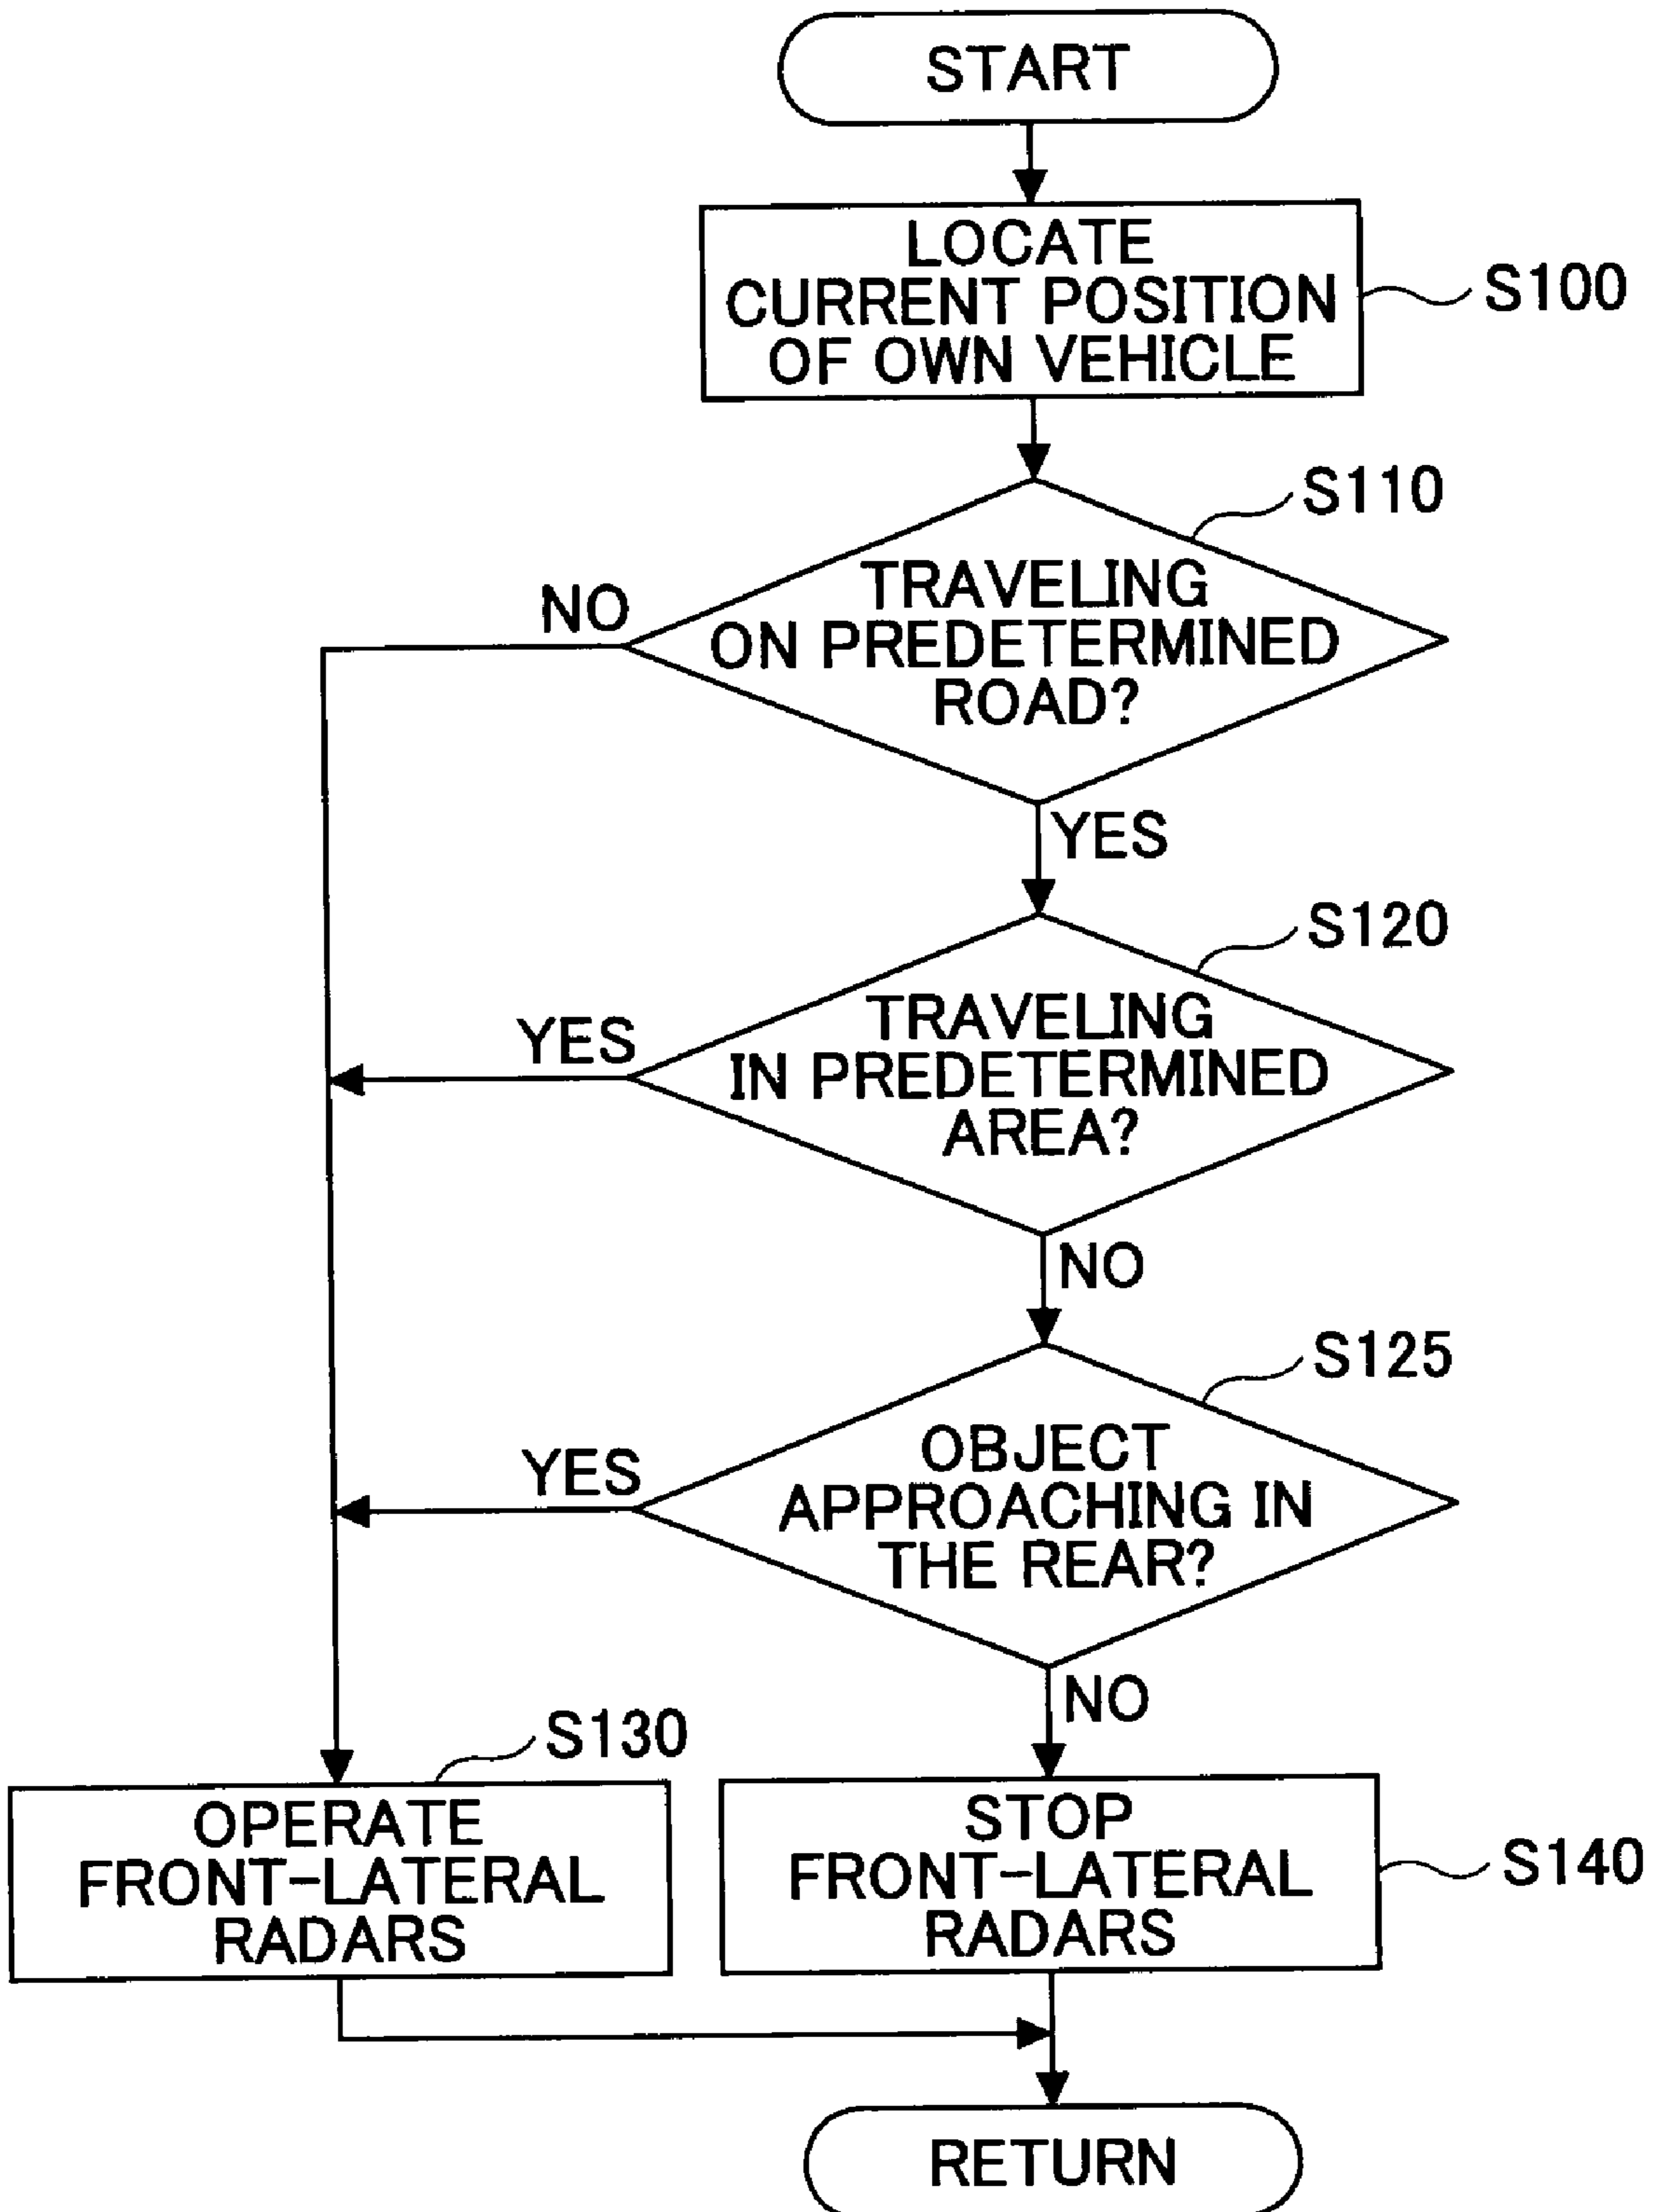 START
LOCATE
CURRENT POSITION
OF OWN VEHICLE
S100
S110
TRAVELING
ON PREDETERMINED
ROAD?
NO
YES
S120
TRAVELING
IN PREDETERMINED
AREA?
YES
NO
S125
OBJECT
APPROACHING IN
THE REAR?
YES
NO
S130
OPERATE
FRONT-LATERAL
RADARS
STOP
FRONT-LATERAL
RADARS
S140
RETURN